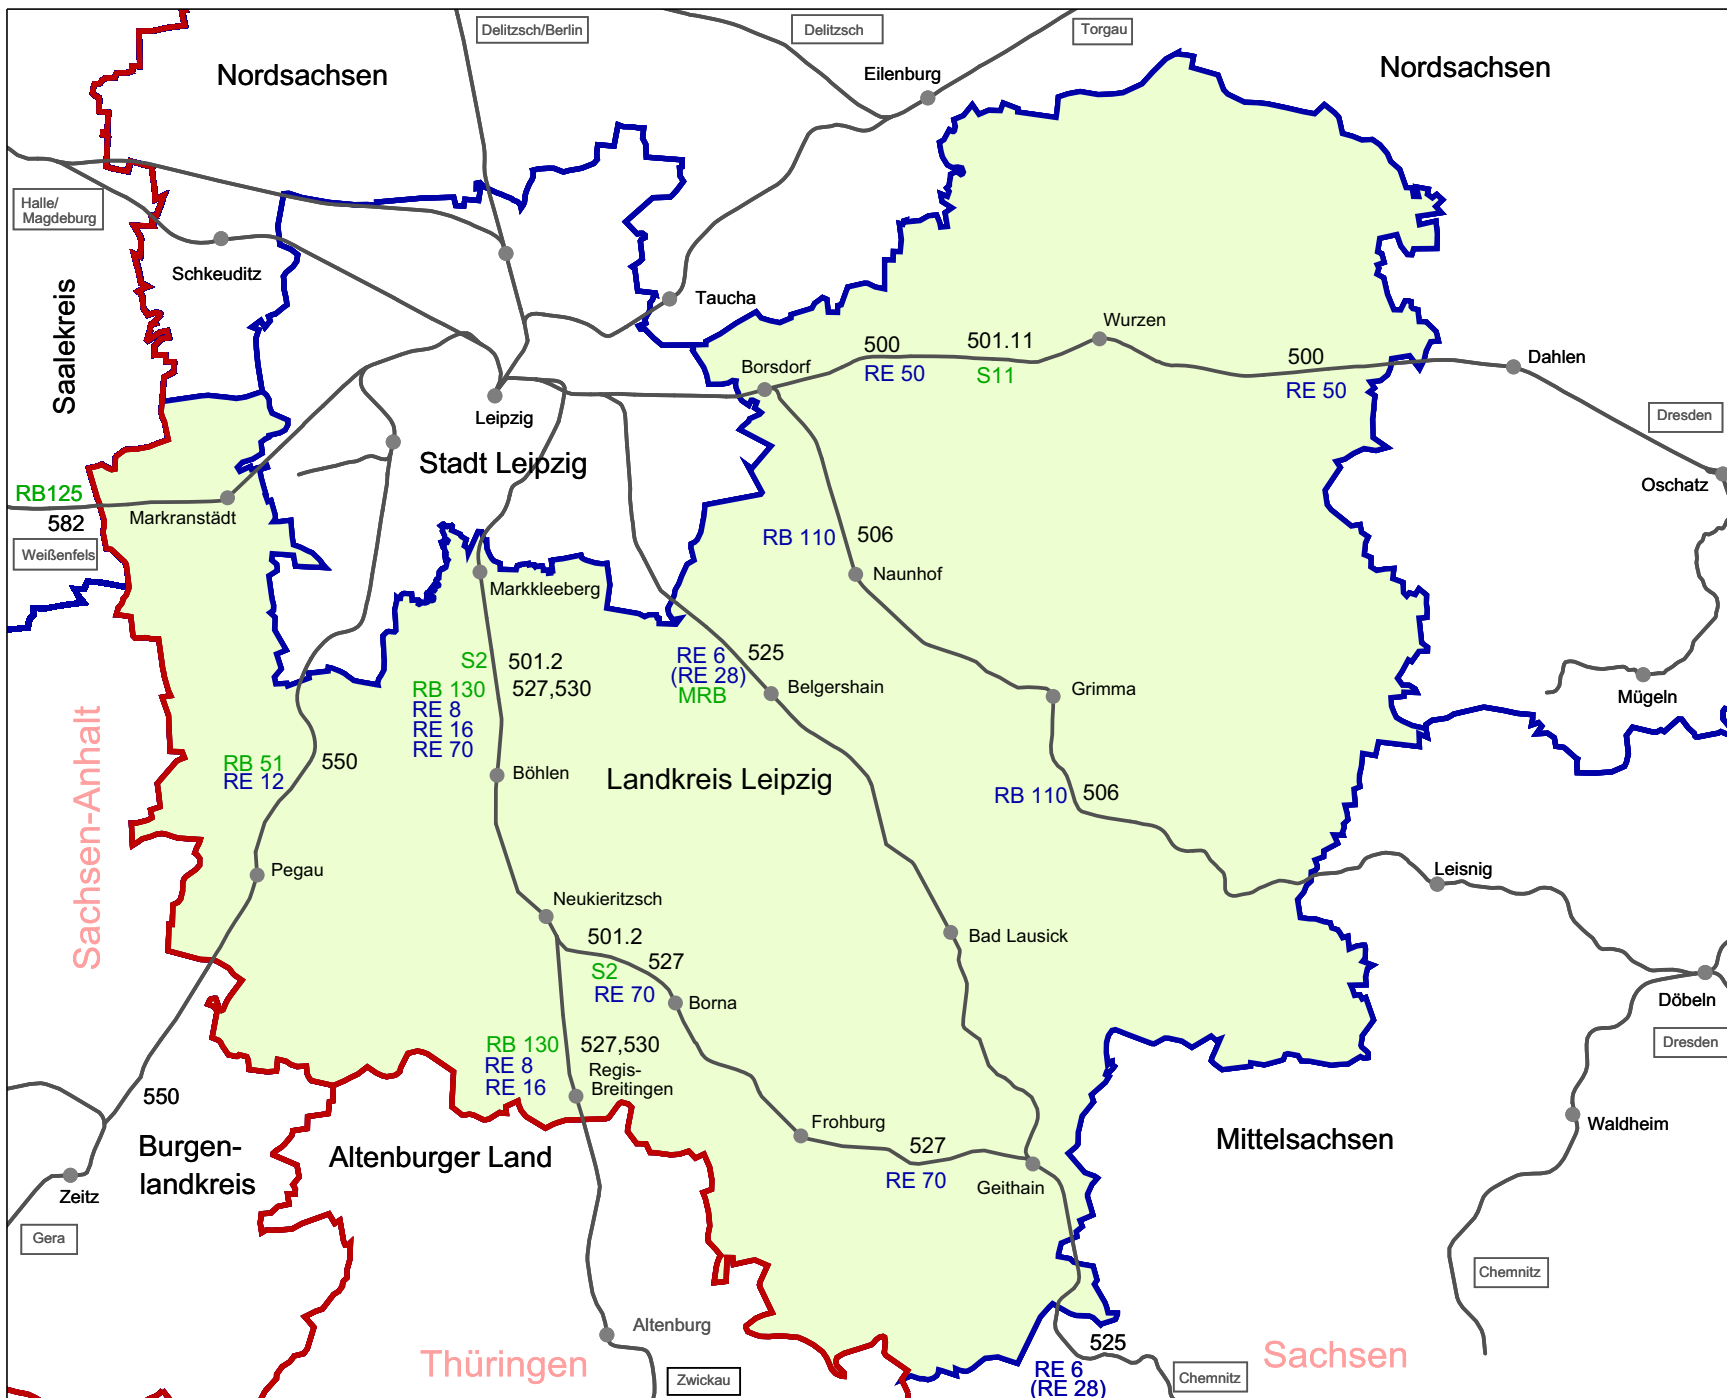 Delitzsch/Berlin
Delitzsch
Torgau
Nordsachsen
Eilenburg
Nordsachsen
Halle/
Magdeburg
Schkeuditz
Saalekreis
Taucha
Wurzen
500
501.11
Borsdorf
RE 50
S11
500
RE 50
Dahlen
Leipzig
Dresden
Stadt Leipzig
Oschatz
RB125
582
Markranstädt
Weißenfels
RB 110
506
Naunhof
Markkleeberg
S2
501.2
RB 130
527,530
RE 8
RE 16
RE 70
RE 6
(RE 28)
MRB
525
Belgershain
Grimma
Mügeln
Sachsen-Anhalt
RB 51
RE 12
550
Böhlen
Landkreis Leipzig
RB 110
506
Pegau
Leisnig
Neukieritzsch
501.2
527
S2
RE 70
Borna
Bad Lausick
Döbeln
Dresden
RB 130
527,530
RE 8
RE 16
Regis-
Breitingen
550
Frohburg
527
RE 70
Geithain
Mittelsachsen
Waldheim
Burgen-
landkreis
Altenburger Land
Zeitz
Gera
Chemnitz
Altenburg
Thüringen
Zwickau
525
RE 6
(RE 28)
Chemnitz
Sachsen